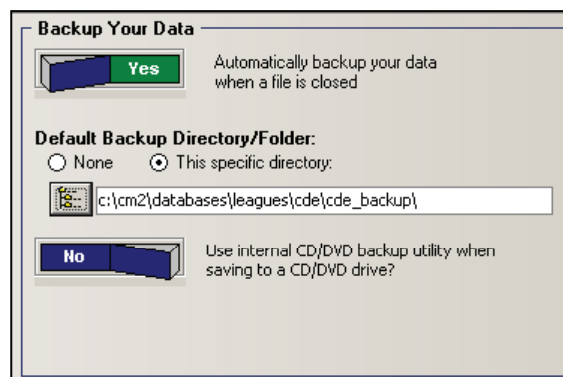 Backup Your Data
Yes
Automatically backup your data
when a file is closed
Default Backup Directory/Folder:
None
This specific directory:
c:\cm2\databases\leagues\cde\cde_backup\
No
Use internal CD/DVD backup utility when
saving to a CD/DVD drive?